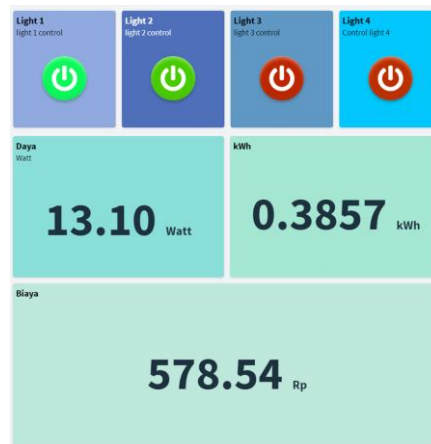 Light 1
light 1 control
Light 2
light 2 control
Light 3
light 3 control
Light 4
Control light 4
Daya
Watt
13.10 Watt
kWh
0.3857 kWh
Biaya
578.54 Rp